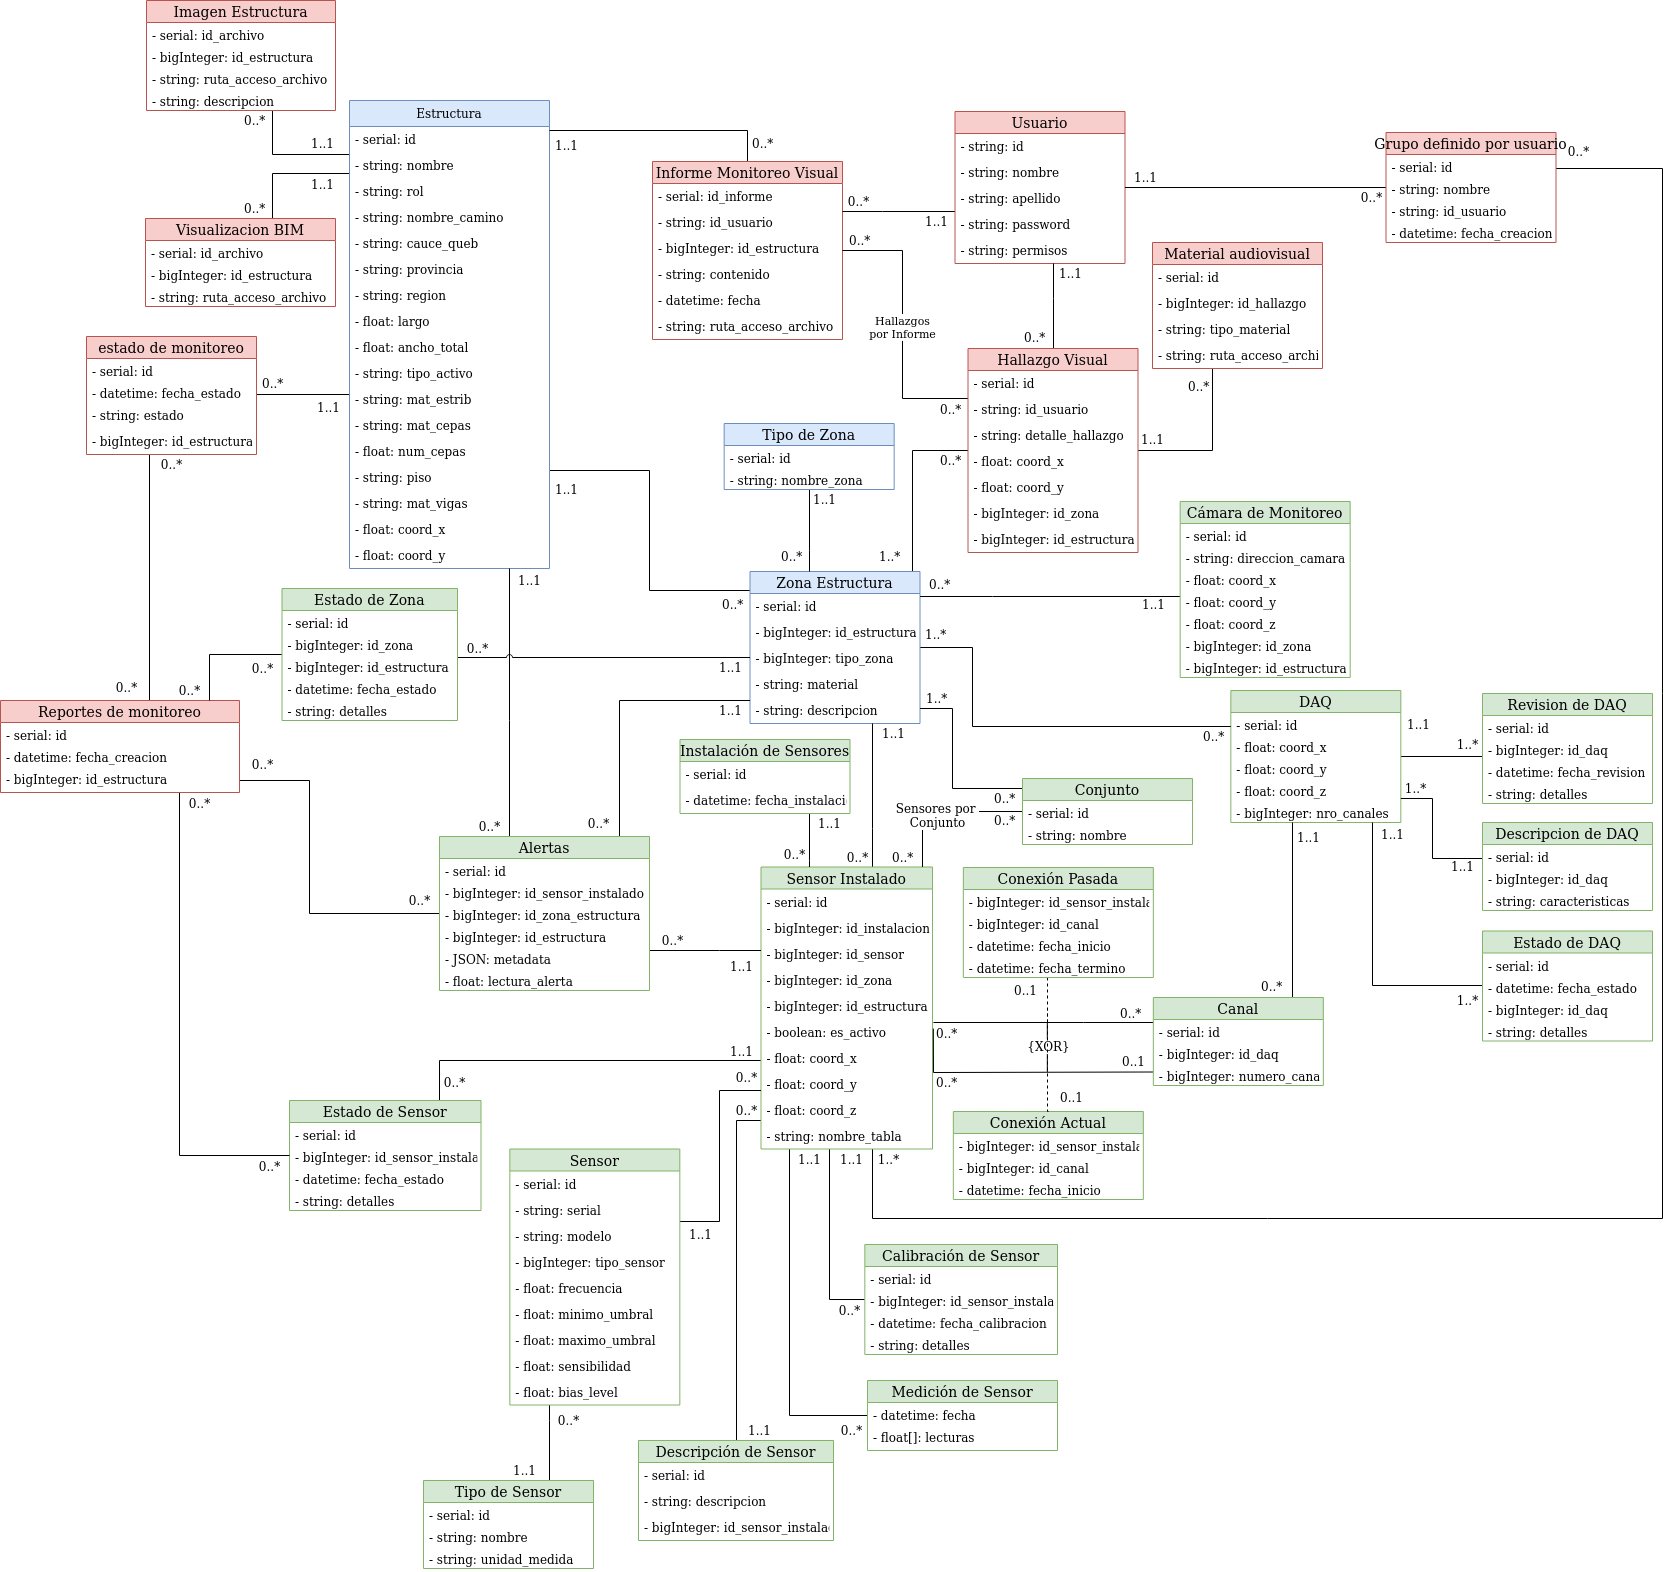 Imagen Estructura
- serial: id_archivo
- bigInteger: id_estructura
- string: ruta_acceso_archivo
- string: descripcion
0..*
1..1
Estructura
- serial: id
- string: nombre
- string: rol
- string: nombre_camino
- string: cauce_queb
- string: provincia
- string: region
- float: largo
- float: ancho_total
- string: tipo_activo
- string: mat_estrib
- string: mat_cepas
- float: num_cepas
- string: piso
- string: mat_vigas
- float: coord_x
- float: coord_y
1..1
0..*
Visualizacion BIM
- serial: id_archivo
- bigInteger: id_estructura
- string: ruta_acceso_archivo
1..1
0..*
Informe Monitoreo Visual
- serial: id_informe
- string: id_usuario
- bigInteger: id_estructura
- string: contenido
- datetime: fecha
- string: ruta_acceso_archivo
0..*
1..1
0..*
Hallazgos
por Informe
0..*
Usuario
- string: id
- string: nombre
- string: apellido
- string: password
- string: permisos
1..1
0..*
1..1
0..*
Grupo definido por usuario
- serial: id
- string: nombre
- string: id_usuario
- datetime: fecha_creacion
0..*
Material audiovisual
- serial: id
- bigInteger: id_hallazgo
- string: tipo_material
- string: ruta_acceso_archi
0..*
1..1
Hallazgo Visual
- serial: id
- string: id_usuario
- string: detalle_hallazgo
- float: coord_x
- float: coord_y
- bigInteger: id_zona
- bigInteger: id_estructura
0..*
1..*
estado de monitoreo
- serial: id
- datetime: fecha_estado
- string: estado
- bigInteger: id_estructura
0..*
1..1
0..*
0..*
Tipo de Zona
- serial: id
- string: nombre_zona
1..1
0..*
1..1
0..*
Cámara de Monitoreo
- serial: id
- string: direccion_camara
- float: coord_x
- float: coord_y
- float: coord_z
- bigInteger: id_zona
- bigInteger: id_estructura
0..*
1..1
Zona Estructura
- serial: id
- bigInteger: id_estructura
- bigInteger: tipo_zona
- string: material
- string: descripcion
1..*
0..*
1..*
0..*
1..1
Estado de Zona
- serial: id
- bigInteger: id_zona
- bigInteger: id_estructura
- datetime: fecha_estado
- string: detalles
0..*
1..1
0..*
0..*
1..1
0..*
1..1
0..*
Reportes de monitoreo
- serial: id
- datetime: fecha_creacion
- bigInteger: id_estructura
0..*
0..*
0..*
0..*
DAQ
- serial: id
- float: coord_x
- float: coord_y
- float: coord_z
- bigInteger: nro_canales
1..1
1..*
1..*
1..1
1..1
1..*
1..1
0..*
Revision de DAQ
- serial: id
- bigInteger: id_daq
- datetime: fecha_revision
- string: detalles
Descripcion de DAQ
- serial: id
- bigInteger: id_daq
- string: caracteristicas
Estado de DAQ
- serial: id
- datetime: fecha_estado
- bigInteger: id_daq
- string: detalles
Instalación de Sensores
- serial: id
- datetime: fecha_instalaci
1..1
0..*
0..*
0..*
Sensores por
Conjunto
0..*
Conjunto
- serial: id
- string: nombre
Alertas
- serial: id
- bigInteger: id_sensor_instalado
- bigInteger: id_zona_estructura
- bigInteger: id_estructura
- JSON: metadata
- float: lectura_alerta
0..*
1..1
Sensor Instalado
- serial: id
- bigInteger: id_instalacion
- bigInteger: id_sensor
- bigInteger: id_zona
- bigInteger: id_estructura
- boolean: es_activo
- float: coord_x
- float: coord_y
- float: coord_z
- string: nombre_tabla
Conexión Pasada
- bigInteger: id_sensor_instala
- bigInteger: id_canal
- datetime: fecha_inicio
- datetime: fecha_termino
0..1
0..*
0..*
{XOR}
0..1
0..*
0..1
Canal
- serial: id
- bigInteger: id_daq
- bigInteger: numero_cana
Conexión Actual
- bigInteger: id_sensor_instala
- bigInteger: id_canal
- datetime: fecha_inicio
1..1
0..*
0..*
0..*
Estado de Sensor
- serial: id
- bigInteger: id_sensor_instala
- datetime: fecha_estado
- string: detalles
1..1
1..1
1..*
Sensor
- serial: id
- string: serial
- string: modelo
- bigInteger: tipo_sensor
- float: frecuencia
- float: minimo_umbral
- float: maximo_umbral
- float: sensibilidad
- float: bias_level
1..1
0..*
1..1
Calibración de Sensor
- serial: id
- bigInteger: id_sensor_instala
- datetime: fecha_calibracion
- string: detalles
0..*
Medición de Sensor
- datetime: fecha
- float[]: lecturas
0..*
1..1
Descripción de Sensor
- serial: id
- string: descripcion
- bigInteger: id_sensor_instala
Tipo de Sensor
- serial: id
- string: nombre
- string: unidad_medida